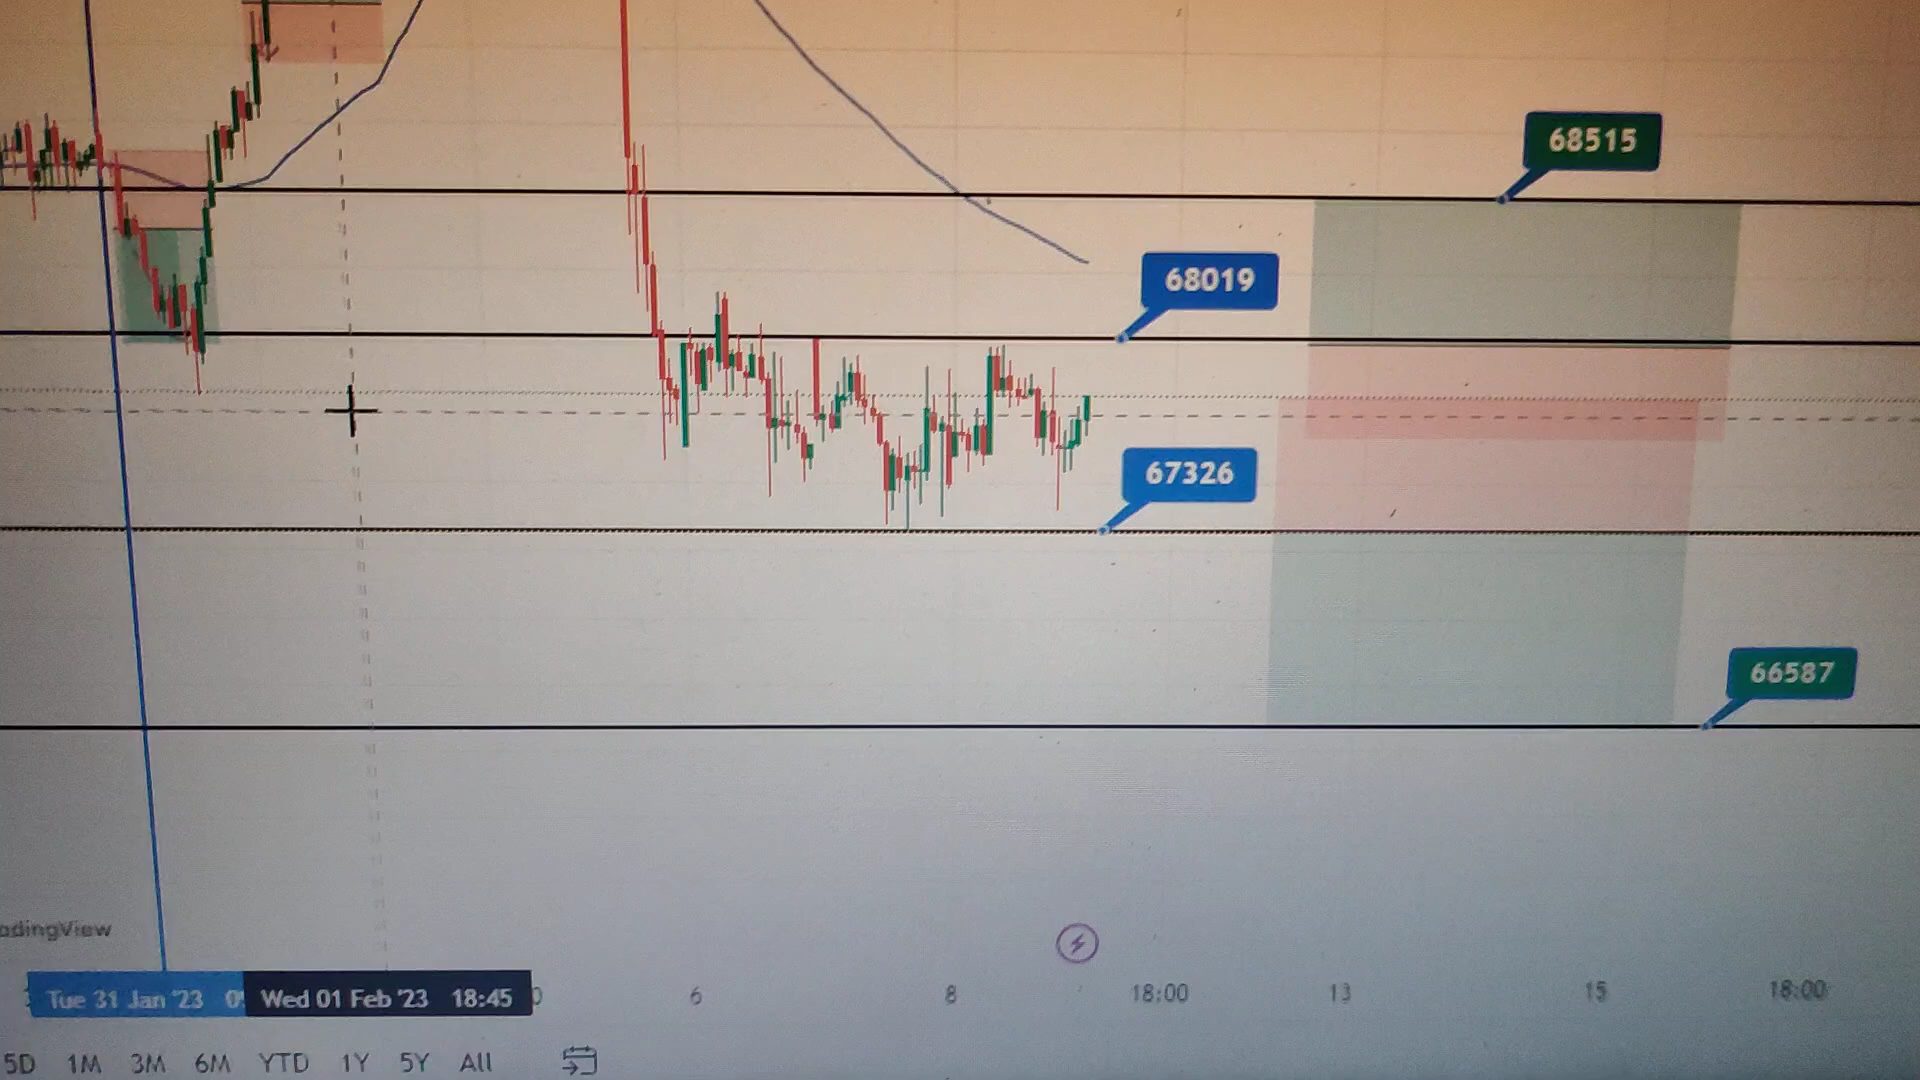 68515
68019
67326
66587
adingView
Tue 31 Jan '23 Wed 01 Feb '23 18:45
6 8 18:00 13 15 18:00
5D 1M 3M 6M YTD 1Y 5Y All